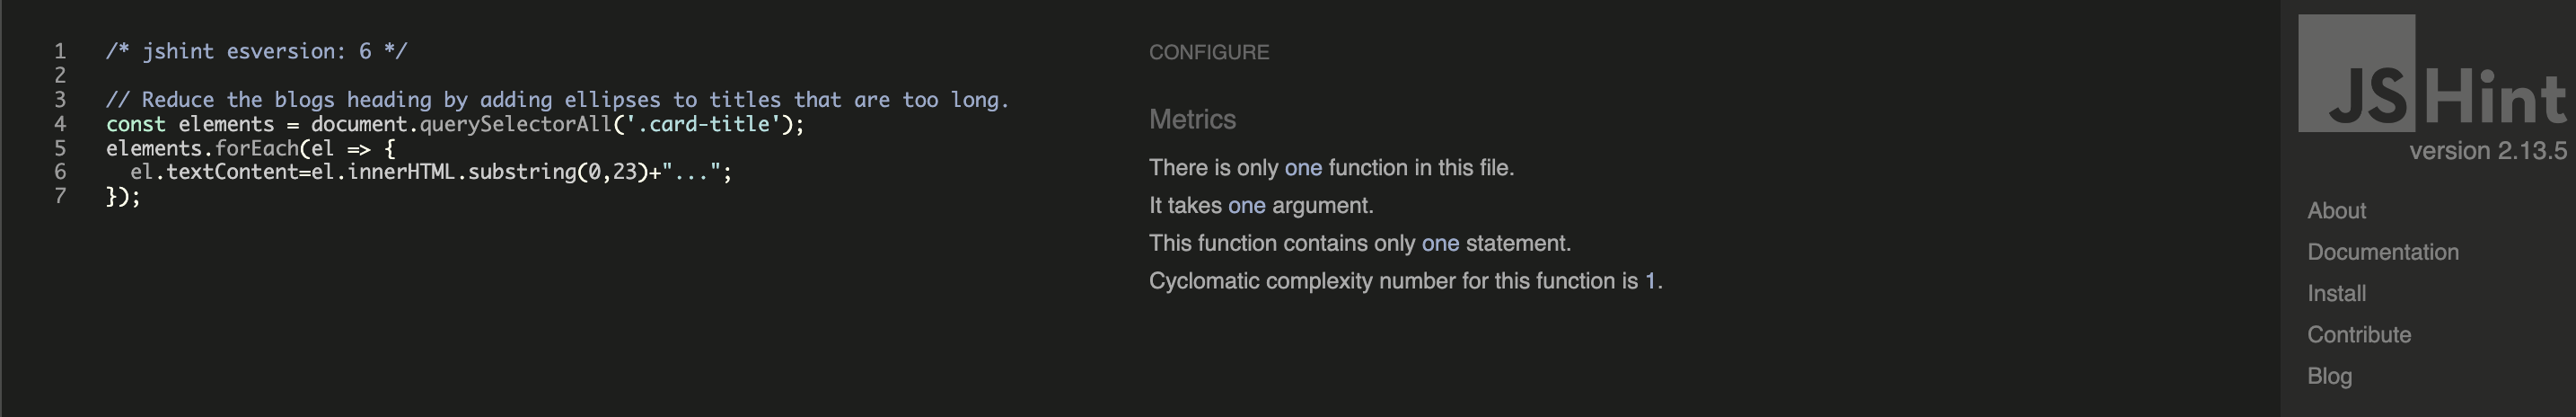 1 /* jshint esversion: 6 */
2
3 // Reduce the blogs heading by adding ellipses to titles that are too long.
4 const elements = document.querySelectorAll('.card-title');
5 elements.forEach(el => {
6   el.textContent=el.innerHTML.substring(0,23)+"...";
7 });
CONFIGURE
Metrics
There is only one function in this file.
It takes one argument.
This function contains only one statement.
Cyclomatic complexity number for this function is 1.
JSHint
version 2.13.5
About
Documentation
Install
Contribute
Blog